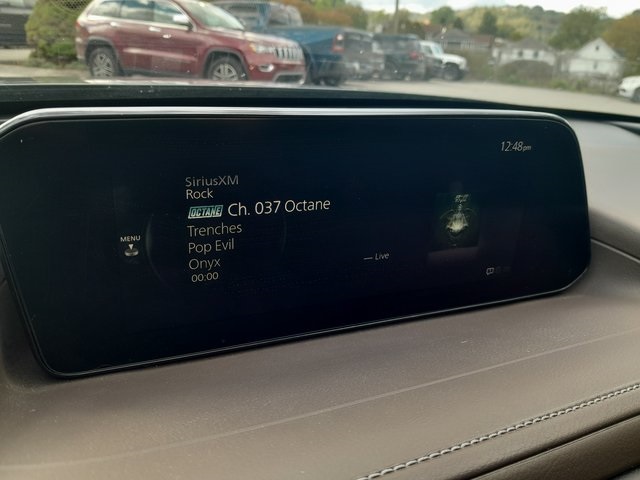 12:48pm
SiriusXM
Rock
OCTANE Ch. 037 Octane
Trenches
MENU
Pop Evil
Onyx
— Live
00:00